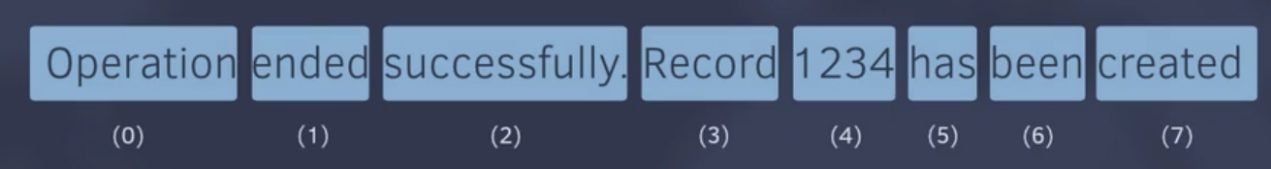 Operation ended successfully. Record 1234 has been created
(0) (1) (2) (3) (4) (5) (6) (7)